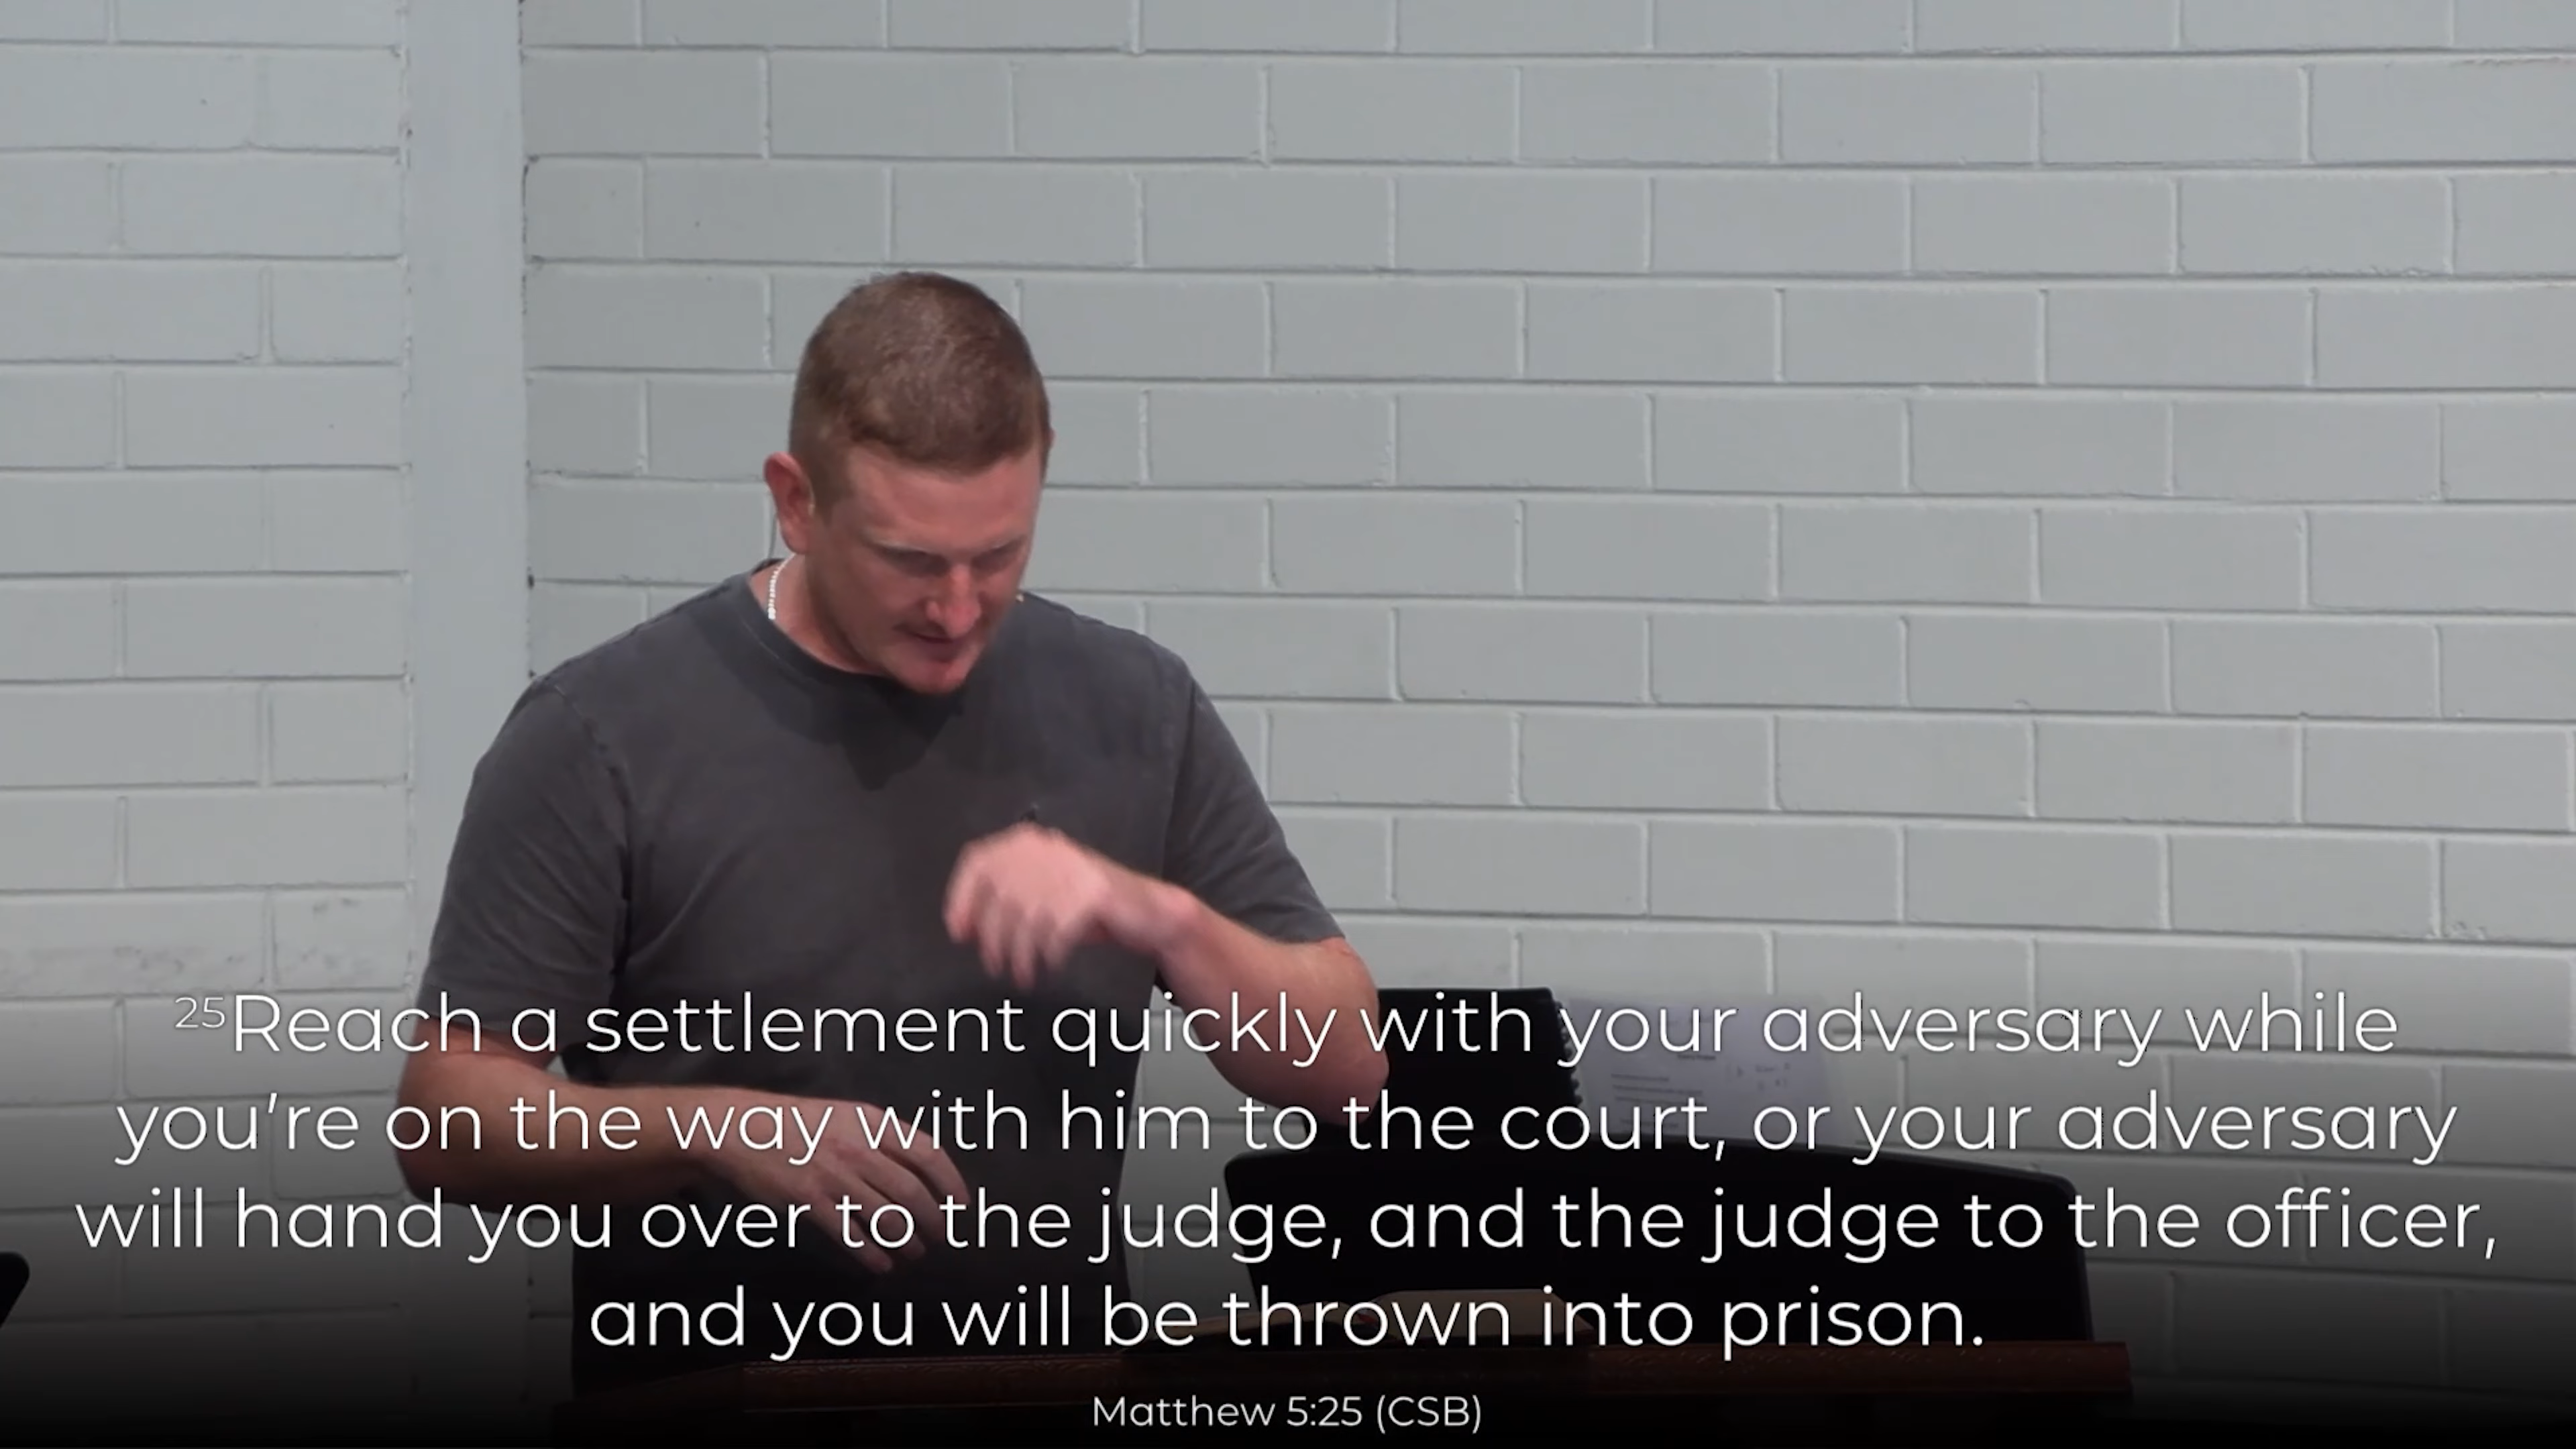 ²⁵Reach a settlement quickly with your adversary while
you’re on the way with him to the court, or your adversary
will hand you over to the judge, and the judge to the officer,
and you will be thrown into prison.
Matthew 5:25 (CSB)